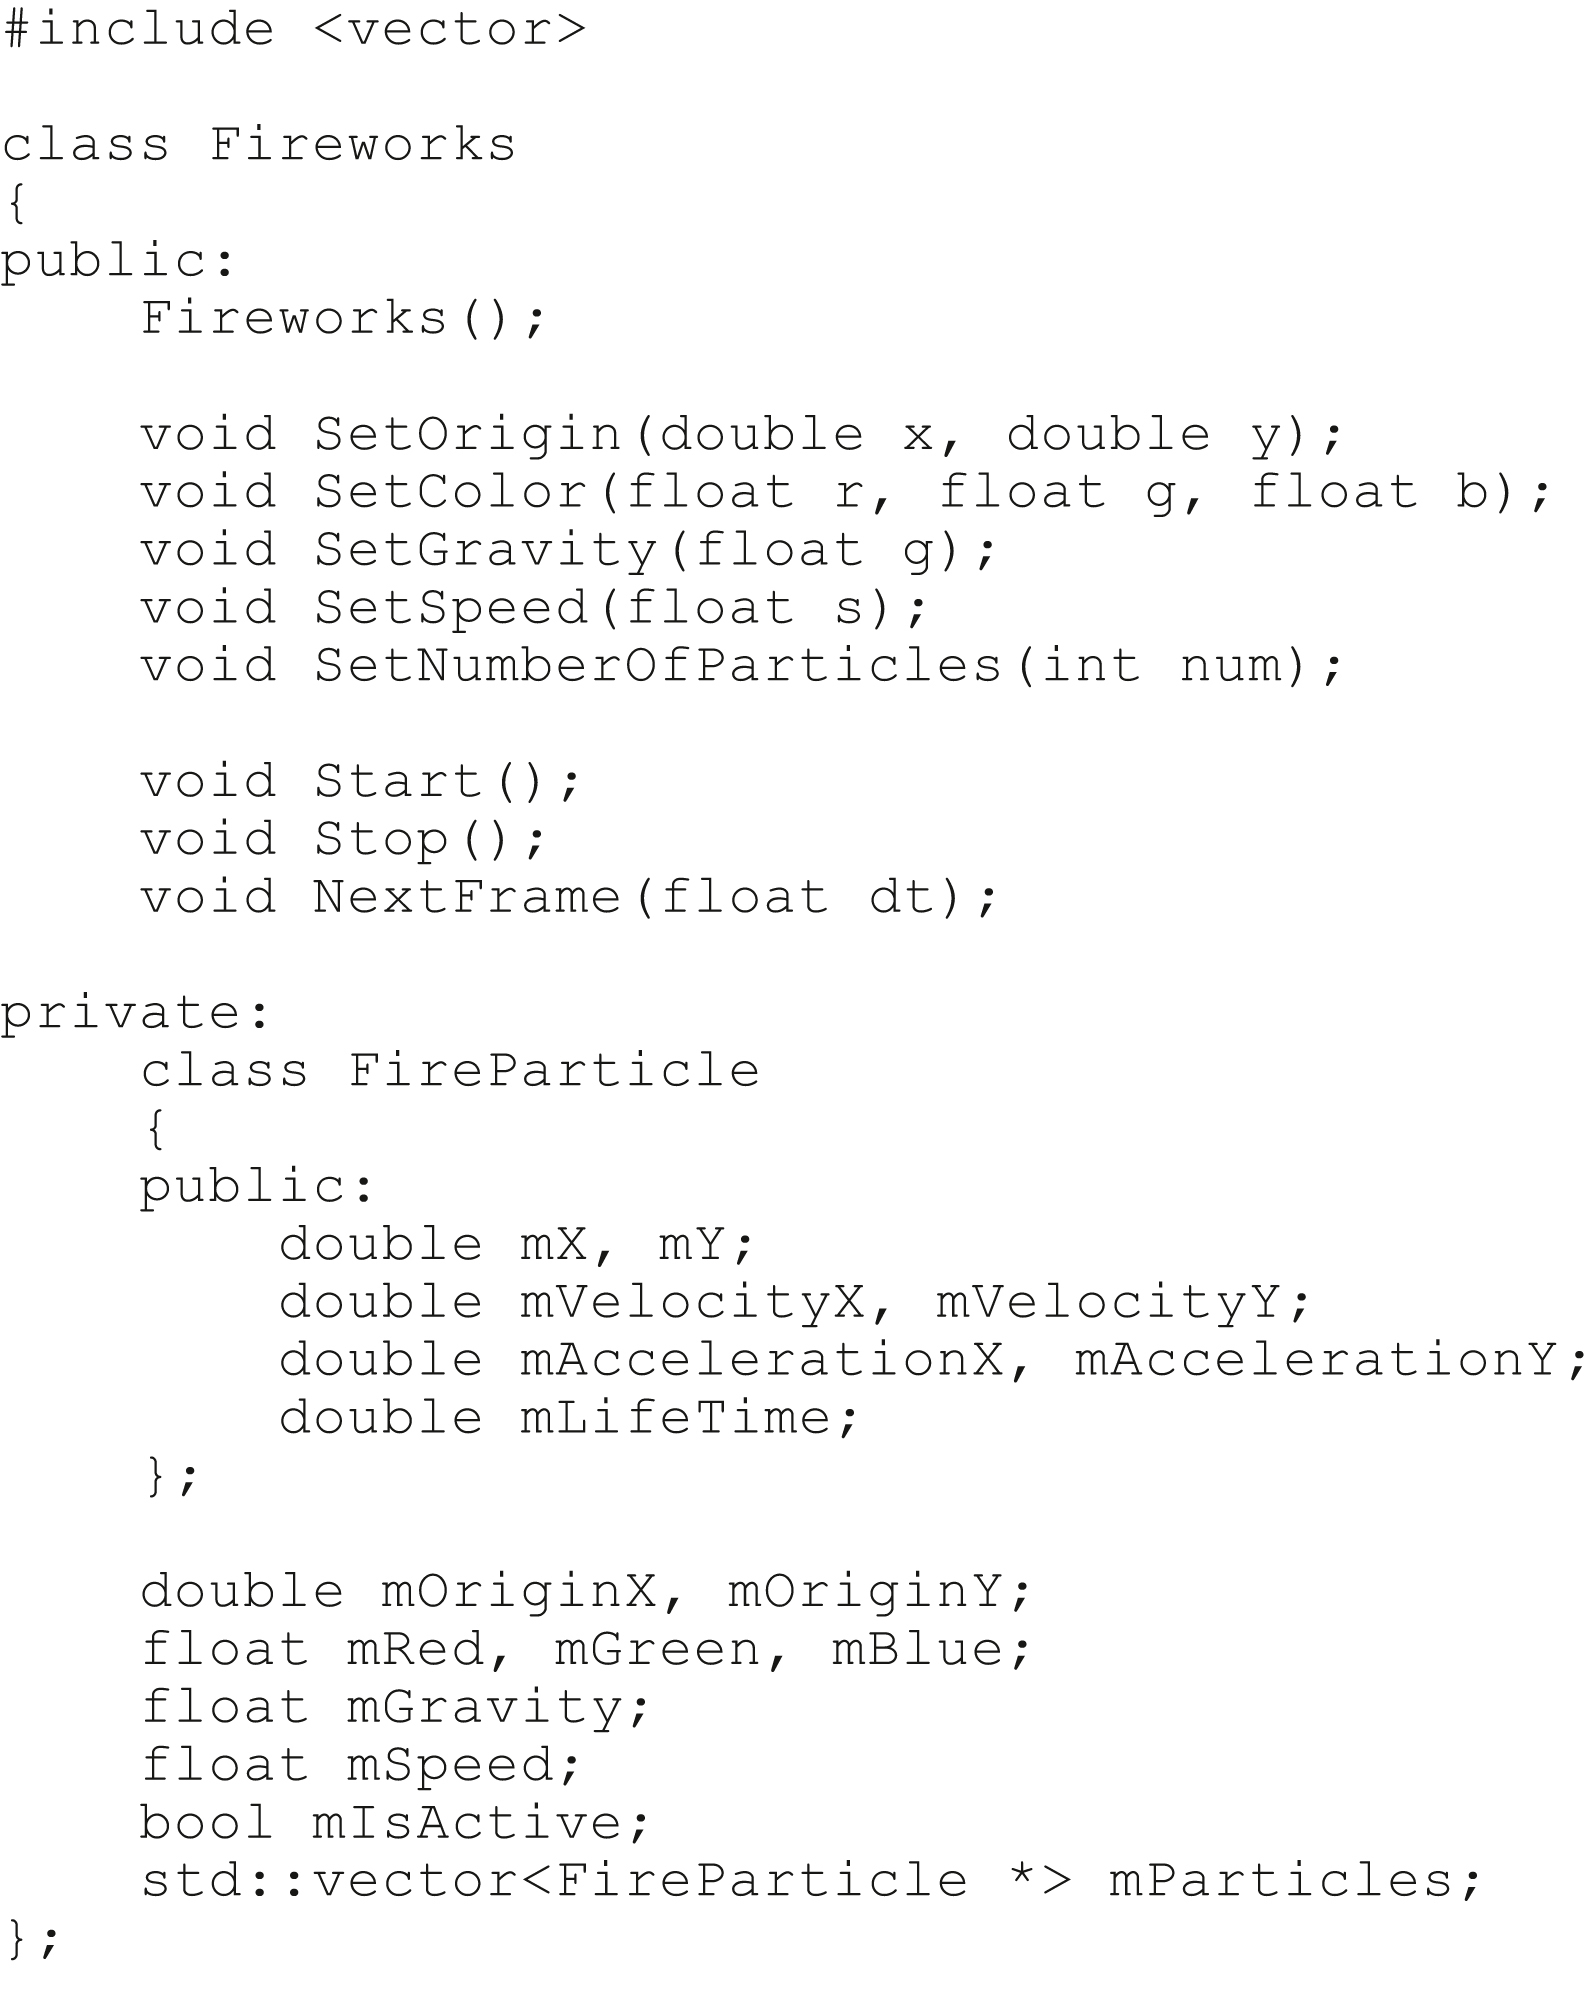 #include <vector>

class Fireworks
{
public:
    Fireworks();

    void SetOrigin(double x, double y);
    void SetColor(float r, float g, float b);
    void SetGravity(float g);
    void SetSpeed(float s);
    void SetNumberOfParticles(int num);

    void Start();
    void Stop();
    void NextFrame(float dt);

private:
    class FireParticle
    {
    public:
        double mX, mY;
        double mVelocityX, mVelocityY;
        double mAccelerationX, mAccelerationY;
        double mLifeTime;
    };

    double mOriginX, mOriginY;
    float mRed, mGreen, mBlue;
    float mGravity;
    float mSpeed;
    bool mIsActive;
    std::vector<FireParticle *> mParticles;
};